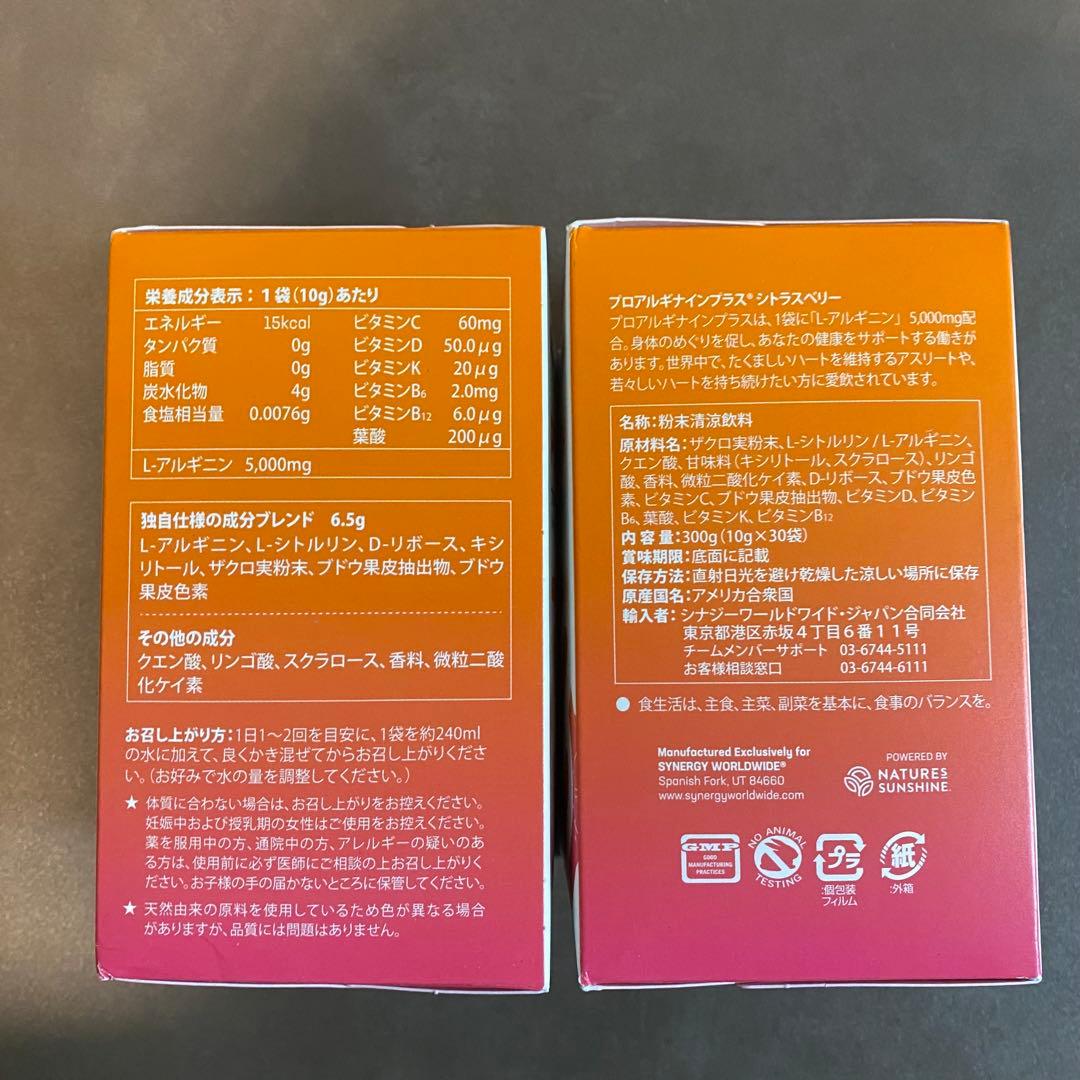 栄養成分表示：1袋（10g）あたり
エネルギー 15kcal
タンパク質 0g
脂質 0g
炭水化物 4g
食塩相当量 0.0076g
ビタミンC 60mg
ビタミンD 50.0μg
ビタミンK 20μg
ビタミンB6 2.0mg
ビタミンB12 6.0μg
葉酸 200μg
L-アルギニン 5,000mg
独自仕様の成分ブレンド 6.5g
L-アルギニン、L-シトルリン、D-リボース、キシ
リトール、ザクロ実粉末、ブドウ果皮抽出物、ブドウ
果皮色素
その他の成分
クエン酸、リンゴ酸、スクラロース、香料、微粒二酸
化ケイ素
お召し上がり方：1日1〜2回を目安に、1袋を約240ml
の水に加えて、良くかき混ぜてからお召し上がりくださ
い。（お好みで水の量を調整してください。）
★ 体質に合わない場合は、お召し上がりをお控えください。
妊娠中および授乳期の女性はご使用をお控えください。
薬を服用中の方、通院中の方、アレルギーの疑いのあ
る方は、使用前に必ず医師にご相談の上お召し上がりく
ださい。お子様の手の届かないところに保管してください。
★ 天然由来の原料を使用しているため色が異なる場合
がありますが、品質には問題はありません。
プロアルギナインプラス®シトラスベリー
プロアルギナインプラスは、1袋に「L-アルギニン」 5,000mg配
合。身体のめぐりを促し、あなたの健康をサポートする働きが
あります。世界中で、たくましいハートを維持するアスリートや、
若々しいハートを持ち続けたい方に愛飲されています。
名称：粉末清涼飲料
原材料名：ザクロ実粉末、L-シトルリン / L-アルギニン、
クエン酸、甘味料（キシリトール、スクラロース）、リンゴ
酸、香料、微粒二酸化ケイ素、D-リボース、ブドウ果皮色
素、ビタミンC、ブドウ果皮抽出物、ビタミンD、ビタミン
B6、葉酸、ビタミンK、ビタミンB12
内 容 量：300g（10g×30袋）
賞味期限：底面に記載
保存方法：直射日光を避け乾燥した涼しい場所に保存
原産国名：アメリカ合衆国
輸入者：シナジーワールドワイド・ジャパン合同会社
東京都港区赤坂４丁目６番１１号
チームメンバーサポート 03-6744-5111
お客様相談窓口 03-6744-6111
● 食生活は、主食、主菜、副菜を基本に、食事のバランスを。
Manufactured Exclusively for
SYNERGY WORLDWIDE®
Spanish Fork, UT 84660
www.synergyworldwide.com
POWERED BY
NATURE'S
SUNSHINE
GMP
GOOD
MANUFACTURING
PRACTICES
NO ANIMAL
TESTING
プラ
:個包装
フィルム
紙
:外箱